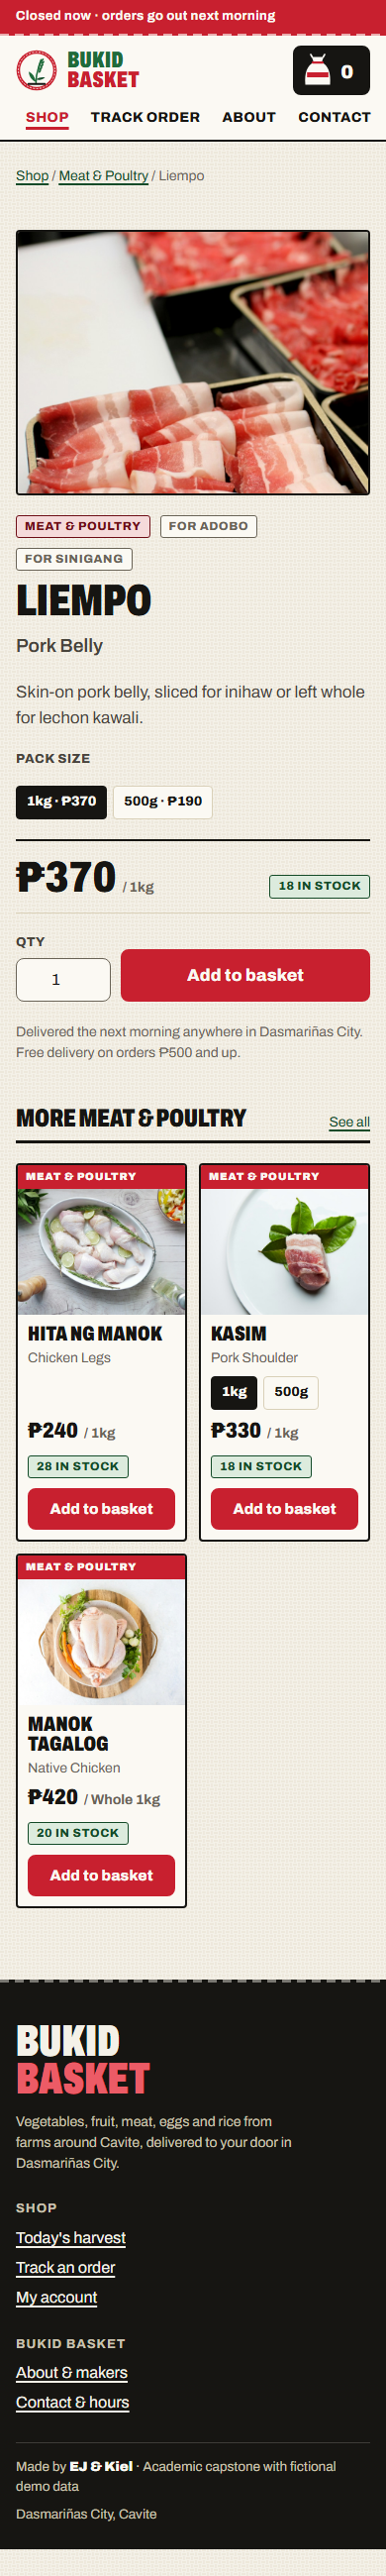 Closed now · orders go out next morning
BUKID
BASKET
0
SHOP TRACK ORDER ABOUT CONTACT
Shop / Meat & Poultry / Liempo
MEAT & POULTRY FOR ADOBO
FOR SINIGANG
LIEMPO
Pork Belly
Skin-on pork belly, sliced for inihaw or left whole
for lechon kawali.
PACK SIZE
1kg · ₱370 500g · ₱190
₱370 / 1kg 18 IN STOCK
QTY
1 Add to basket
Delivered the next morning anywhere in Dasmariñas City.
Free delivery on orders ₱500 and up.
MORE MEAT & POULTRY See all
MEAT & POULTRY
HITA NG MANOK
Chicken Legs
₱240 / 1kg
28 IN STOCK
Add to basket
MEAT & POULTRY
KASIM
Pork Shoulder
1kg 500g
₱330 / 1kg
18 IN STOCK
Add to basket
MEAT & POULTRY
MANOK
TAGALOG
Native Chicken
₱420 / Whole 1kg
20 IN STOCK
Add to basket
BUKID
BASKET
Vegetables, fruit, meat, eggs and rice from
farms around Cavite, delivered to your door in
Dasmariñas City.
SHOP
Today's harvest
Track an order
My account
BUKID BASKET
About & makers
Contact & hours
Made by EJ & Kiel · Academic capstone with fictional
demo data
Dasmariñas City, Cavite